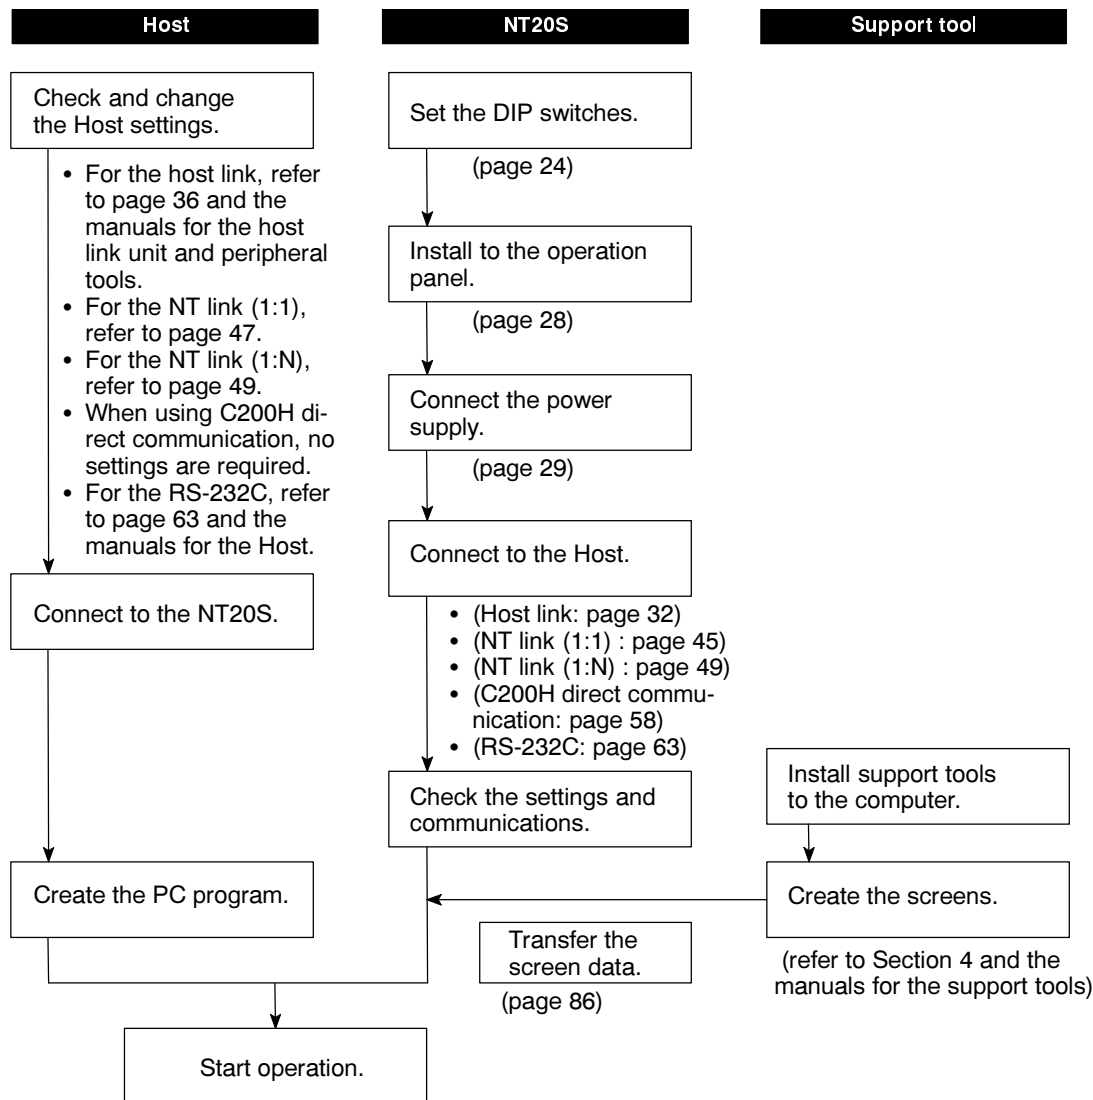 Host
NT20S
Support tool
Check and change
the Host settings.
• For the host link, refer
to page 36 and the
manuals for the host
link unit and peripheral
tools.
• For the NT link (1:1),
refer to page 47.
• For the NT link (1:N),
refer to page 49.
• When using C200H di-
rect communication, no
settings are required.
• For the RS-232C, refer
to page 63 and the
manuals for the Host.
Connect to the NT20S.
Create the PC program.
Set the DIP switches.
(page 24)
Install to the operation
panel.
(page 28)
Connect the power
supply.
(page 29)
Connect to the Host.
• (Host link: page 32)
• (NT link (1:1) : page 45)
• (NT link (1:N) : page 49)
• (C200H direct commu-
nication: page 58)
• (RS-232C: page 63)
Check the settings and
communications.
Install support tools
to the computer.
Create the screens.
(refer to Section 4 and the
manuals for the support tools)
Transfer the
screen data.
(page 86)
Start operation.